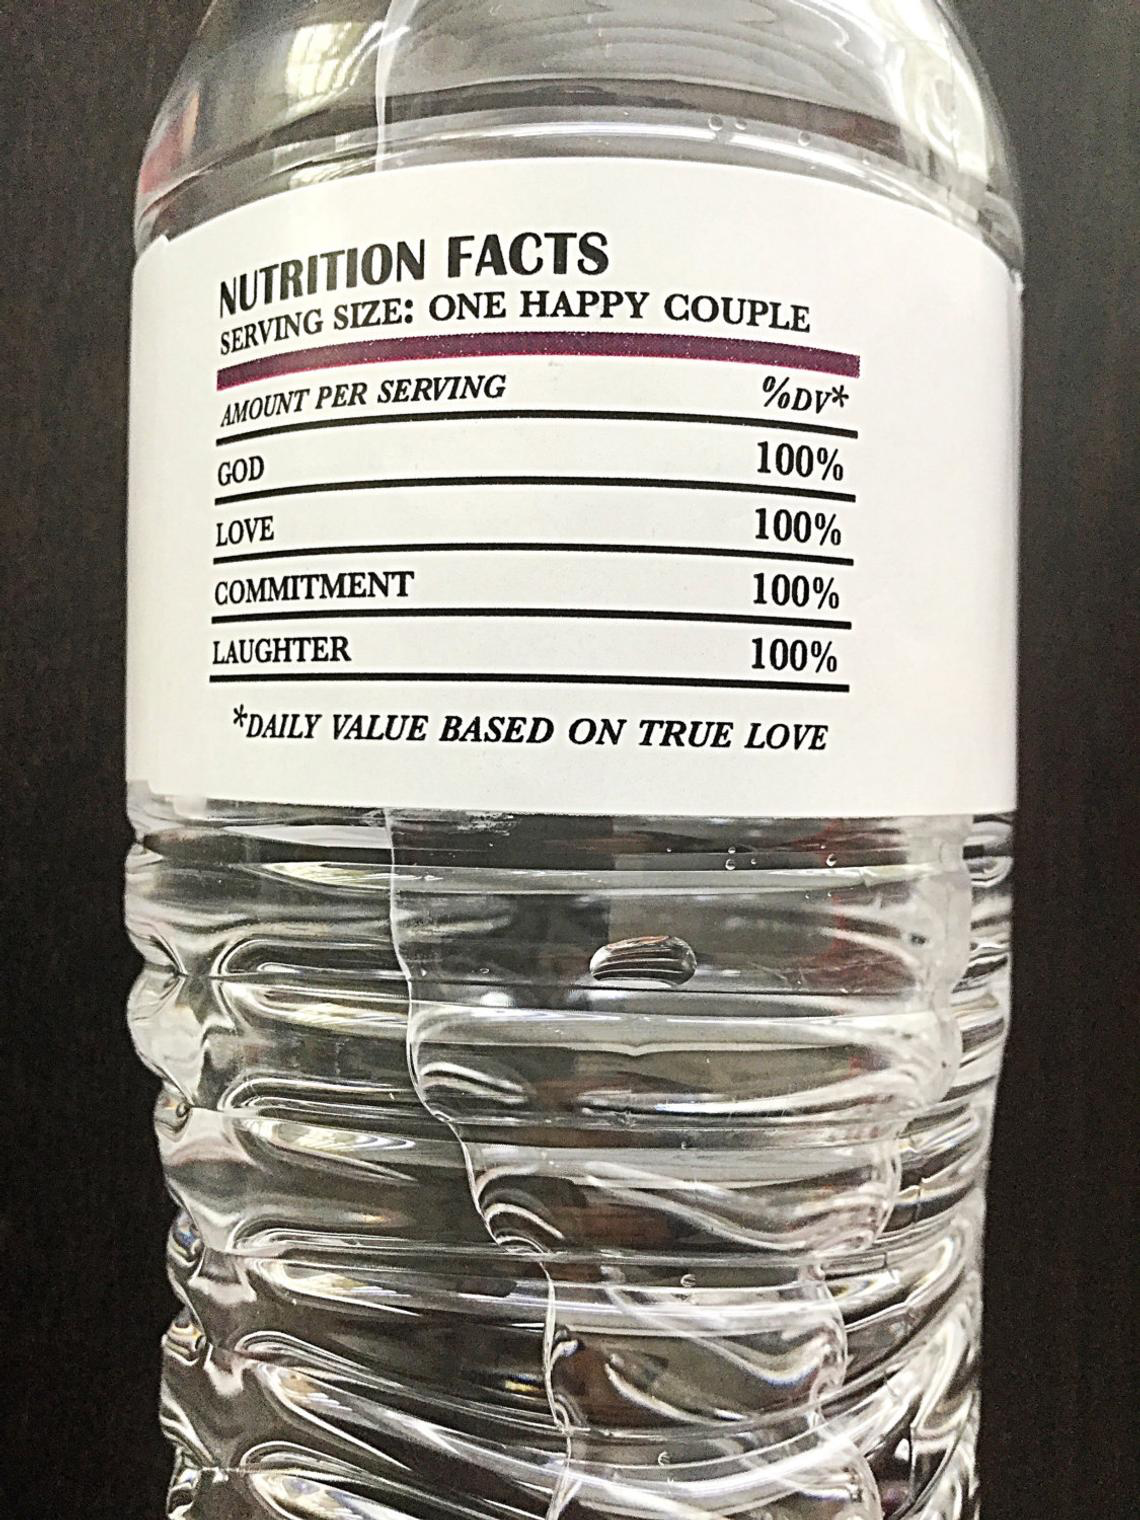 NUTRITION FACTS
SERVING SIZE: ONE HAPPY COUPLE
AMOUNT PER SERVING %DV*
GOD 100%
LOVE 100%
COMMITMENT 100%
LAUGHTER 100%
*DAILY VALUE BASED ON TRUE LOVE